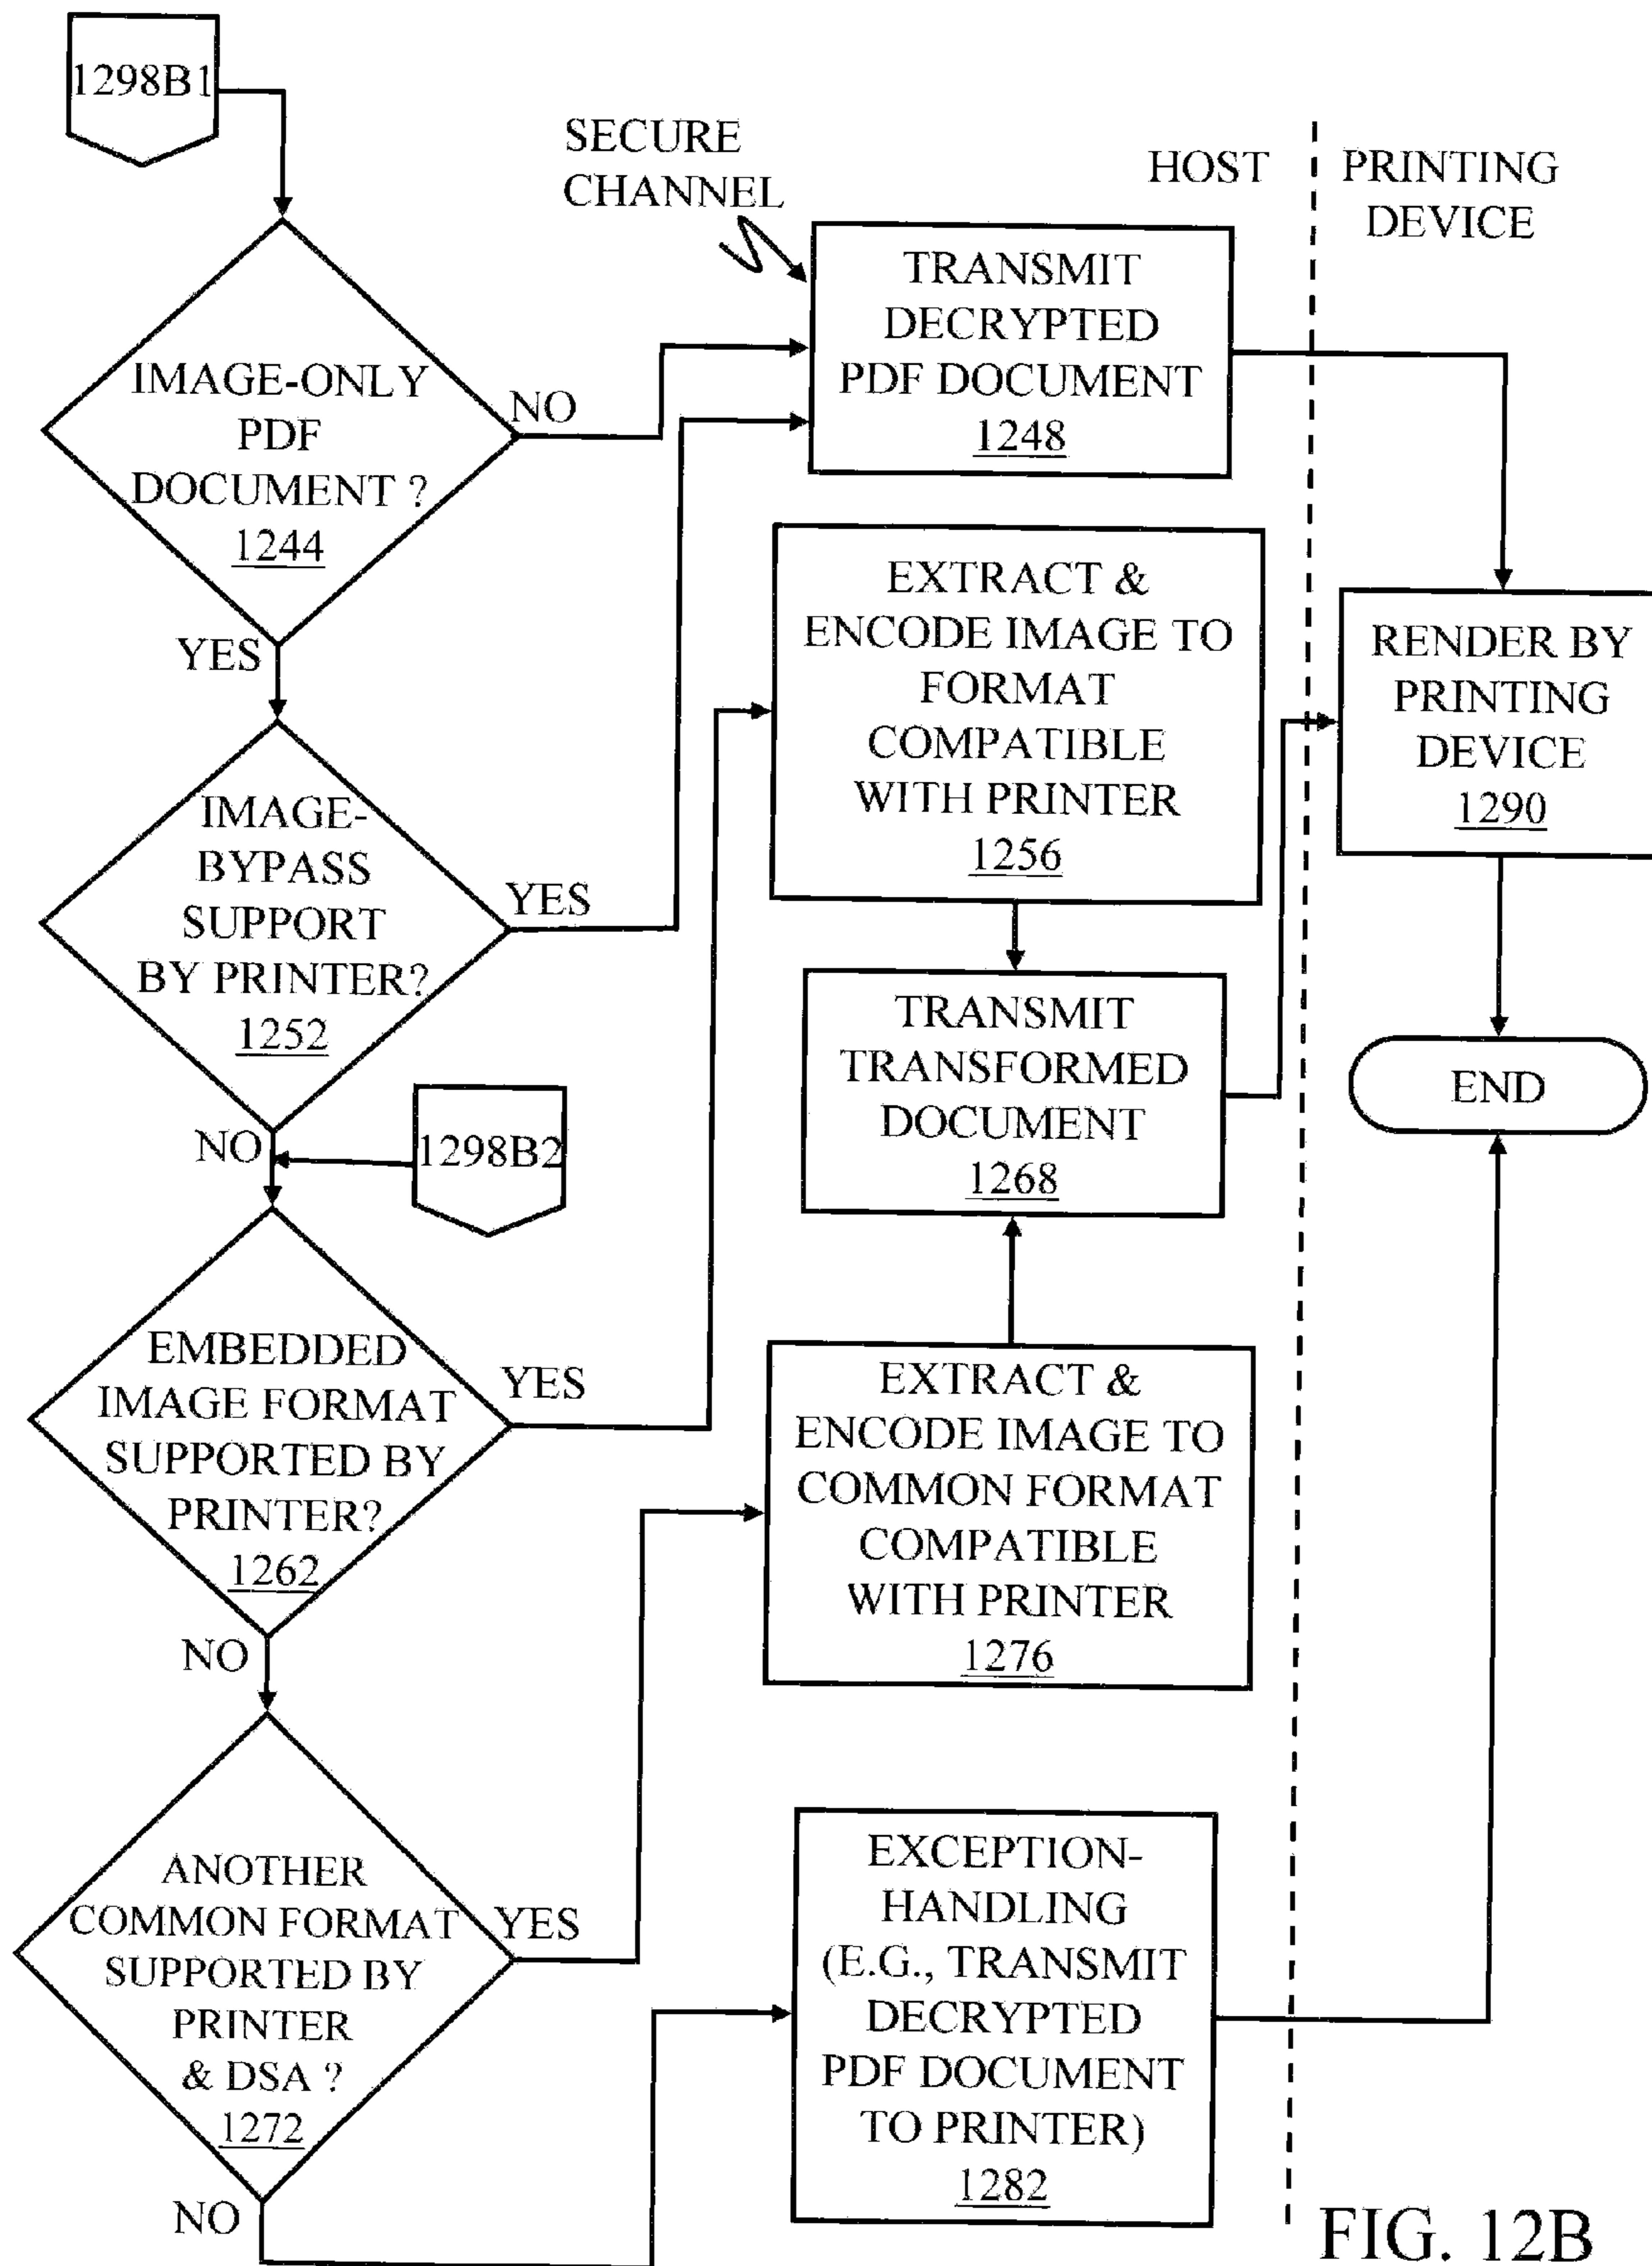 1298B1
SECURE
CHANNEL
HOST
PRINTING
DEVICE
IMAGE-ONLY
PDF
DOCUMENT ?
1244
NO
YES
TRANSMIT
DECRYPTED
PDF DOCUMENT
1248
IMAGE-
BYPASS
SUPPORT
BY PRINTER?
1252
YES
NO
1298B2
EXTRACT &
ENCODE IMAGE TO
FORMAT
COMPATIBLE
WITH PRINTER
1256
RENDER BY
PRINTING
DEVICE
1290
TRANSMIT
TRANSFORMED
DOCUMENT
1268
END
EMBEDDED
IMAGE FORMAT
SUPPORTED BY
PRINTER?
1262
YES
NO
EXTRACT &
ENCODE IMAGE TO
COMMON FORMAT
COMPATIBLE
WITH PRINTER
1276
ANOTHER
COMMON FORMAT
SUPPORTED BY
PRINTER
& DSA ?
1272
YES
NO
EXCEPTION-
HANDLING
(E.G., TRANSMIT
DECRYPTED
PDF DOCUMENT
TO PRINTER)
1282
FIG. 12B